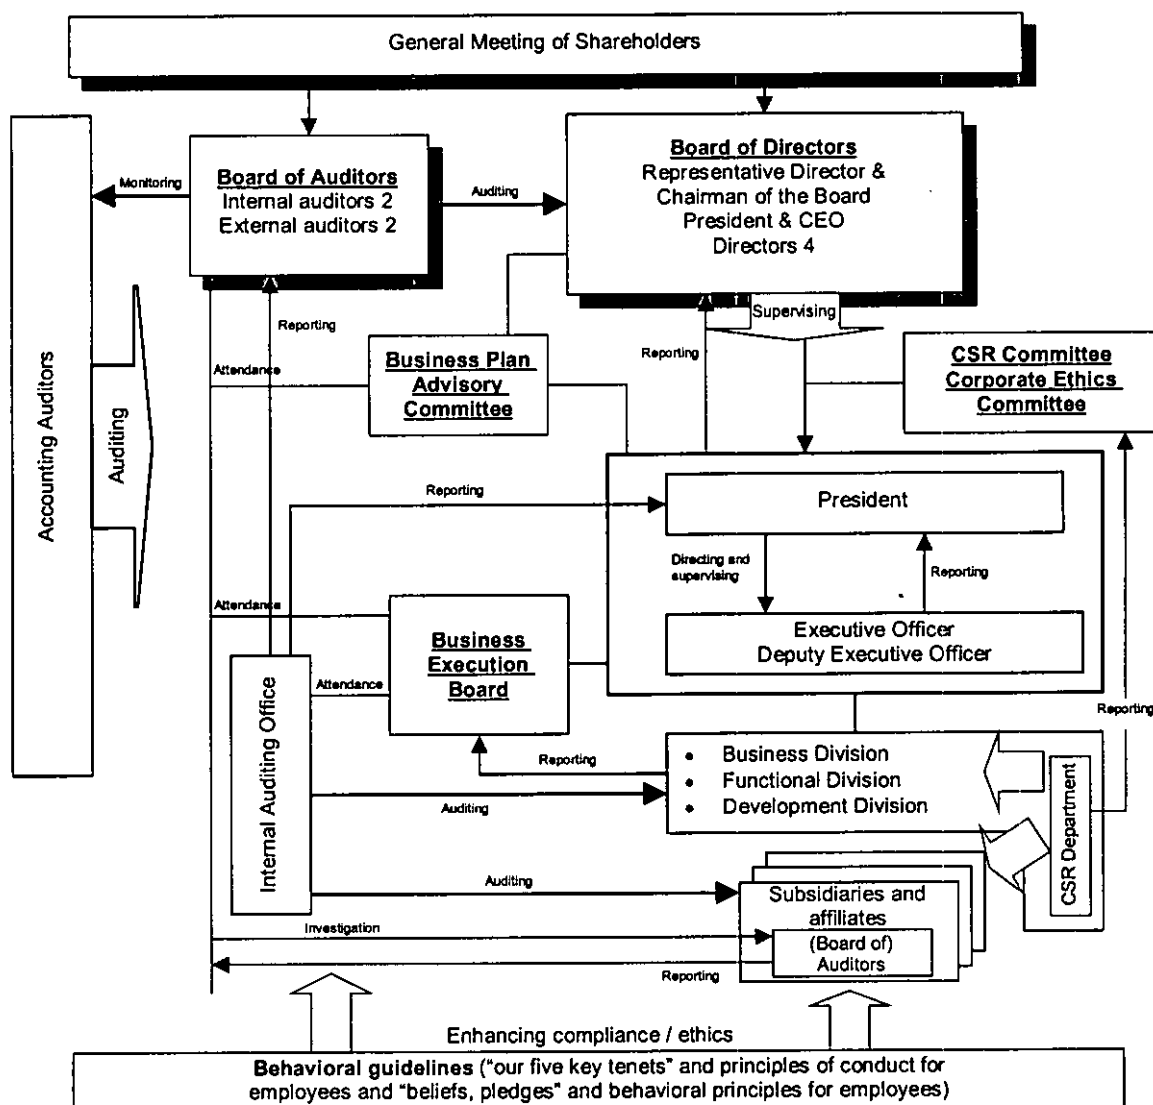 General Meeting of Shareholders
Board of Auditors
Internal auditors 2
External auditors 2
Board of Directors
Representative Director &
Chairman of the Board
President & CEO
Directors 4
Monitoring
Auditing
Reporting
Supervising
Reporting
Attendance
Business Plan
Advisory
Committee
CSR Committee
Corporate Ethics
Committee
Accounting Auditors
Auditing
Reporting
President
Directing and
supervising
Reporting
Attendance
Business
Execution
Board
Executive Officer
Deputy Executive Officer
Attendance
Internal Auditing Office
Reporting
Reporting
• Business Division
• Functional Division
• Development Division
Auditing
CSR Department
Auditing
Subsidiaries and
affiliates
(Board of)
Auditors
Investigation
Reporting
Enhancing compliance / ethics
Behavioral guidelines ("our five key tenets" and principles of conduct for
employees and "beliefs, pledges" and behavioral principles for employees)